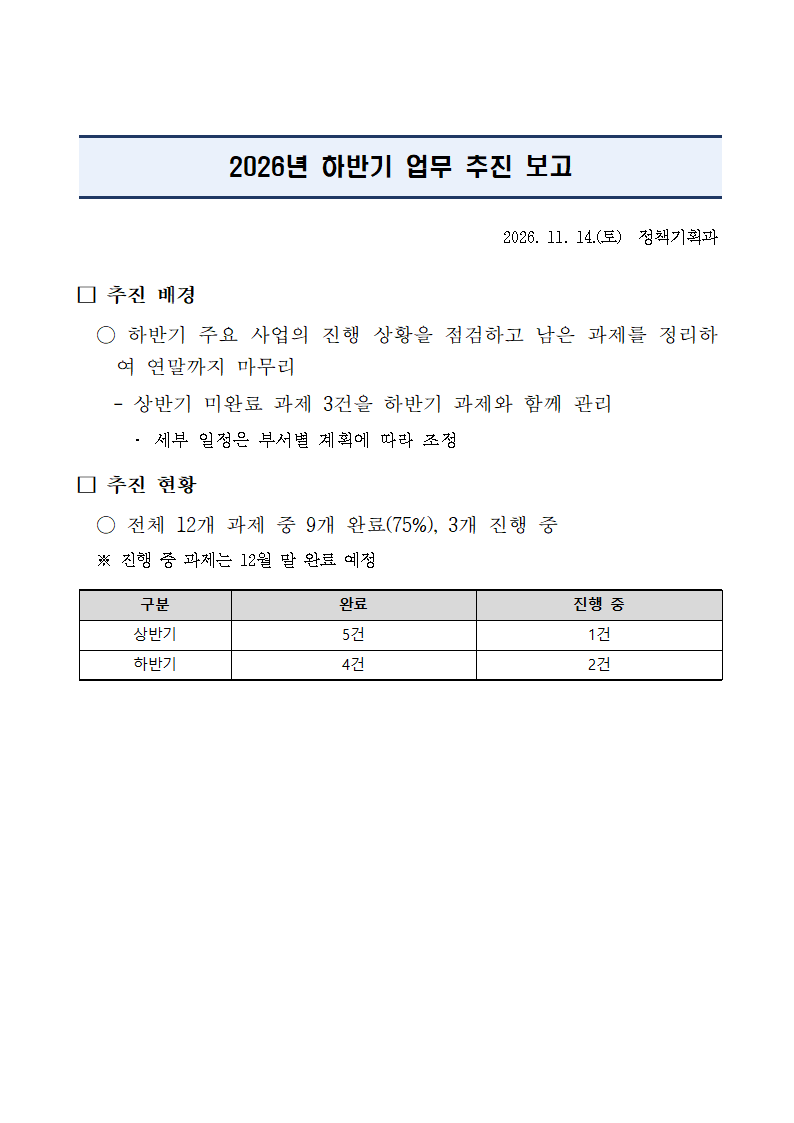 2026년 하반기 업무 추진 보고
2026. 11. 14.(토) 정책기획과
□ 추진 배경
○ 하반기 주요 사업의 진행 상황을 점검하고 남은 과제를 정리하
여 연말까지 마무리
- 상반기 미완료 과제 3건을 하반기 과제와 함께 관리
· 세부 일정은 부서별 계획에 따라 조정
□ 추진 현황
○ 전체 12개 과제 중 9개 완료(75%), 3개 진행 중
※ 진행 중 과제는 12월 말 완료 예정
구분 완료 진행 중
상반기 5건 1건
하반기 4건 2건